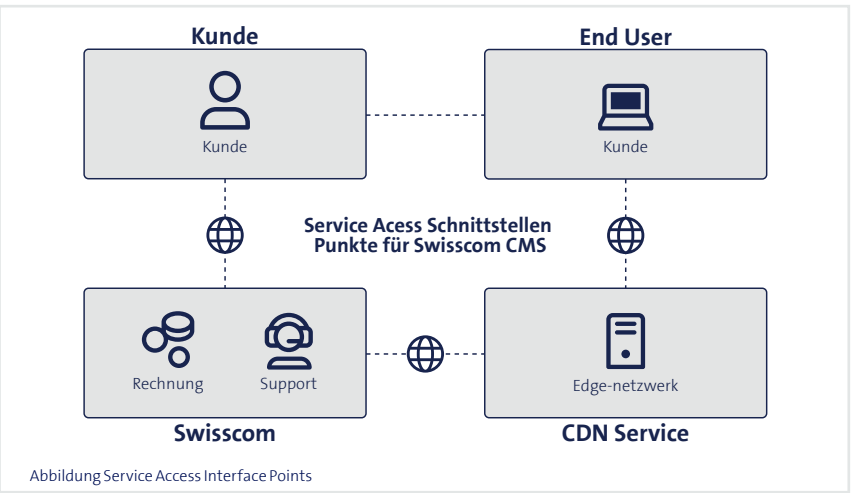 Kunde
End User
Kunde
Kunde
Service Acess Schnittstellen
Punkte für Swisscom CMS
Rechnung
Support
Edge-netzwerk
Swisscom
CDN Service
Abbildung Service Access Interface Points